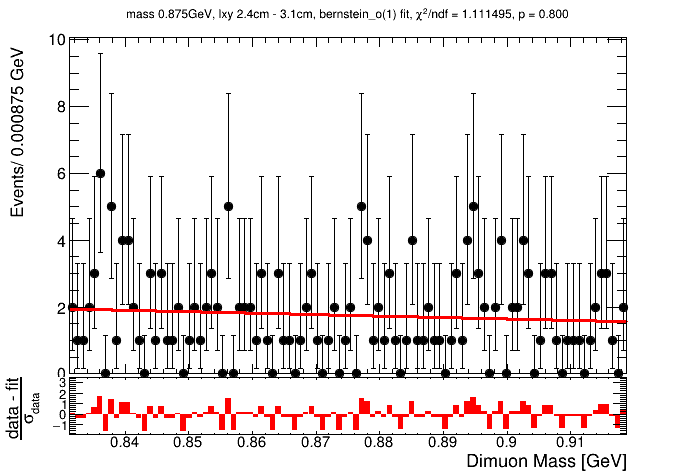 mass 0.875GeV, lxy 2.4cm - 3.1cm, bernstein_o(1) fit, χ²/ndf = 1.111495, p = 0.800
Events/ 0.000875 GeV
10
8
6
4
2
0
data - fit
σdata
3
2
1
0
−1
0.84 0.85 0.86 0.87 0.88 0.89 0.9 0.91
Dimuon Mass [GeV]